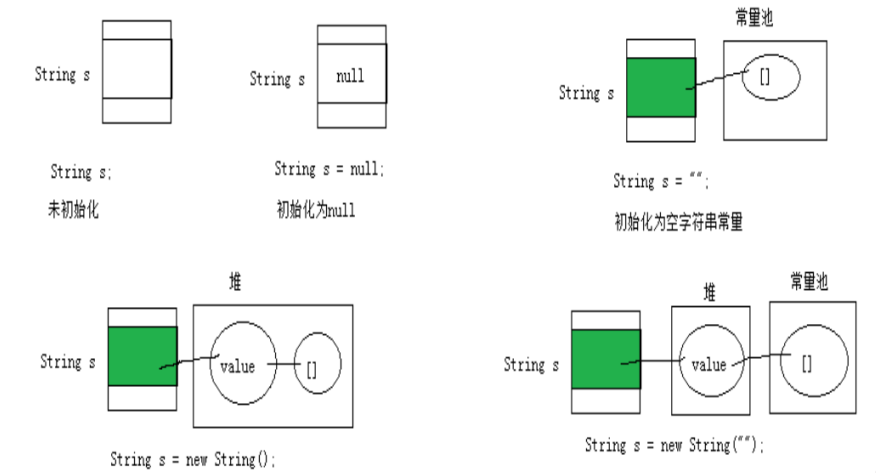 String s
String s;
未初始化
String s
null
String s = null;
初始化为null
常量池
String s
[]
String s = "";
初始化为空字符串常量
堆
String s
value
[]
String s = new String();
堆
常量池
String s
value
[]
String s = new String("");